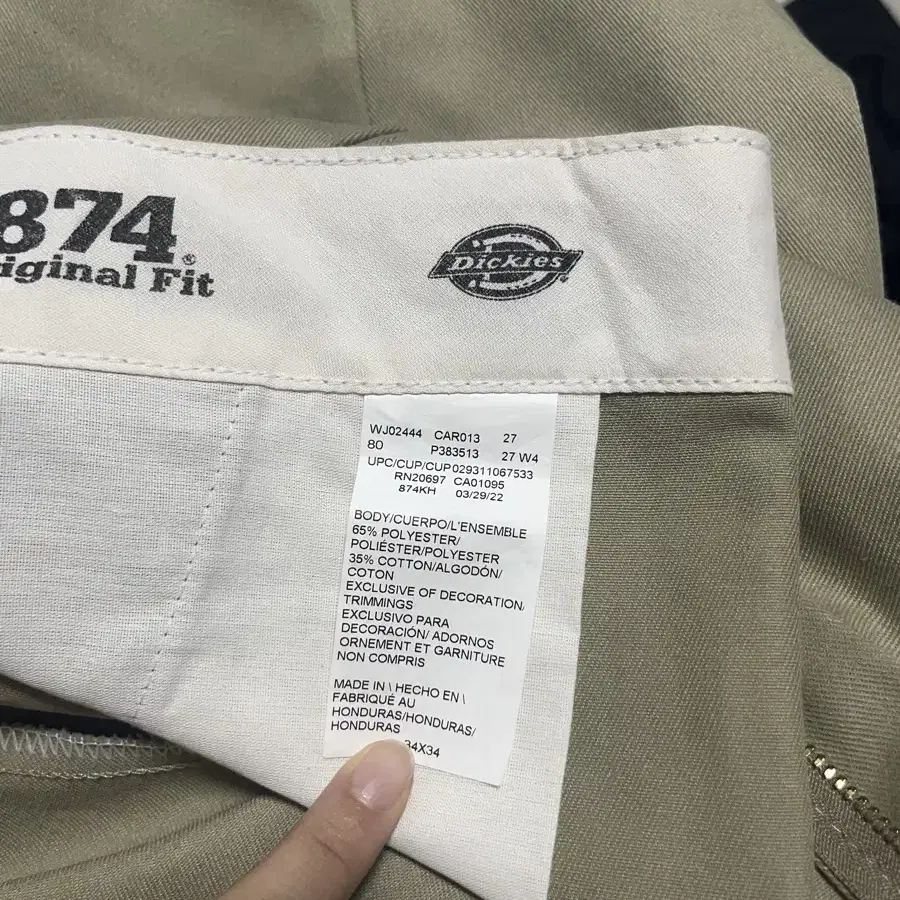 874®
iginal Fit
Dickies
WJ02444 CAR013 27
80 P383513 27 W4
UPC/CUP/CUP029311067533
RN20697 CA01095
874KH 03/29/22
BODY/CUERPO/L'ENSEMBLE
65% POLYESTER/
POLIÉSTER/POLYESTER
35% COTTON/ALGODÓN/
COTON
EXCLUSIVE OF DECORATION/
TRIMMINGS
EXCLUSIVO PARA
DECORACIÓN/ ADORNOS
ORNEMENT ET GARNITURE
NON COMPRIS
MADE IN \ HECHO EN \
FABRIQUÉ AU
HONDURAS/HONDURAS/
HONDURAS
34X34